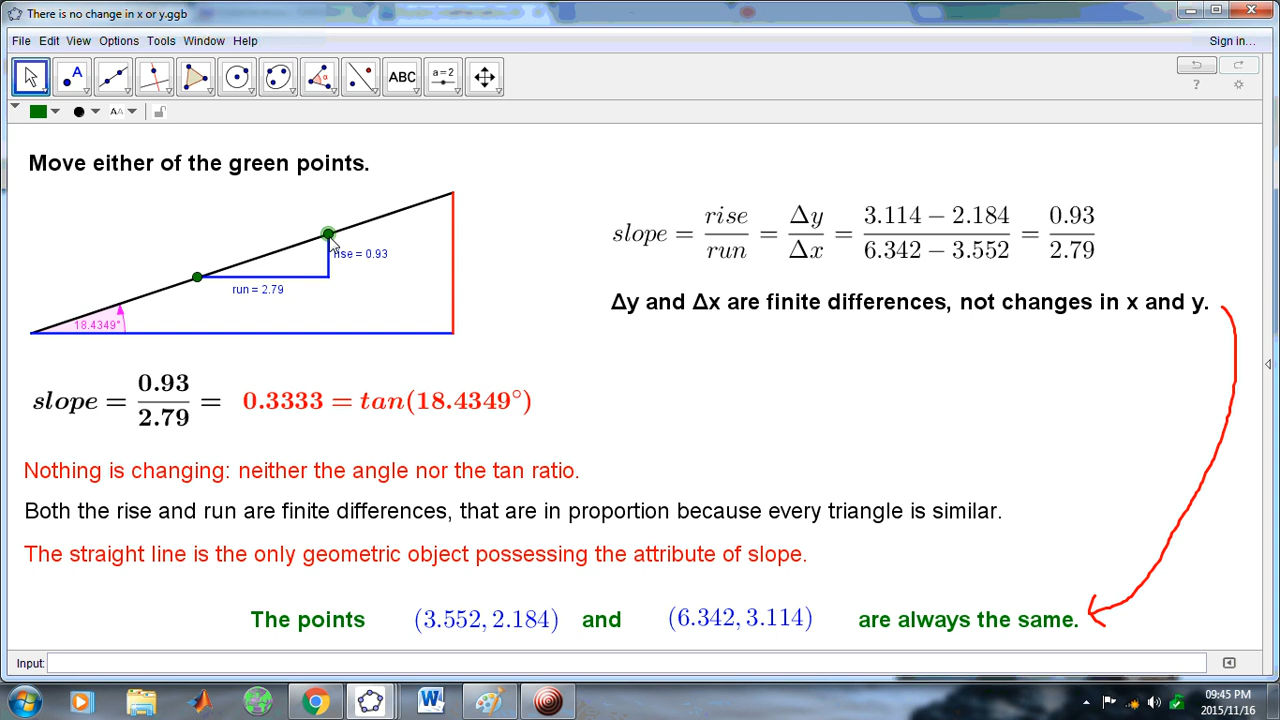 There is no change in x or y.ggb
File Edit View Options Tools Window Help
Sign in...
A
ABC
a=2
?
AA
Move either of the green points.
rise = 0.93
run = 2.79
18.4349°
slope = rise/run = Δy/Δx = (3.114 − 2.184)/(6.342 − 3.552) = 0.93/2.79
Δy and Δx are finite differences, not changes in x and y.
slope = 0.93/2.79 = 0.3333 = tan(18.4349°)
Nothing is changing: neither the angle nor the tan ratio.
Both the rise and run are finite differences, that are in proportion because every triangle is similar.
The straight line is the only geometric object possessing the attribute of slope.
The points (3.552, 2.184) and (6.342, 3.114) are always the same.
Input:
W
09:45 PM
2015/11/16